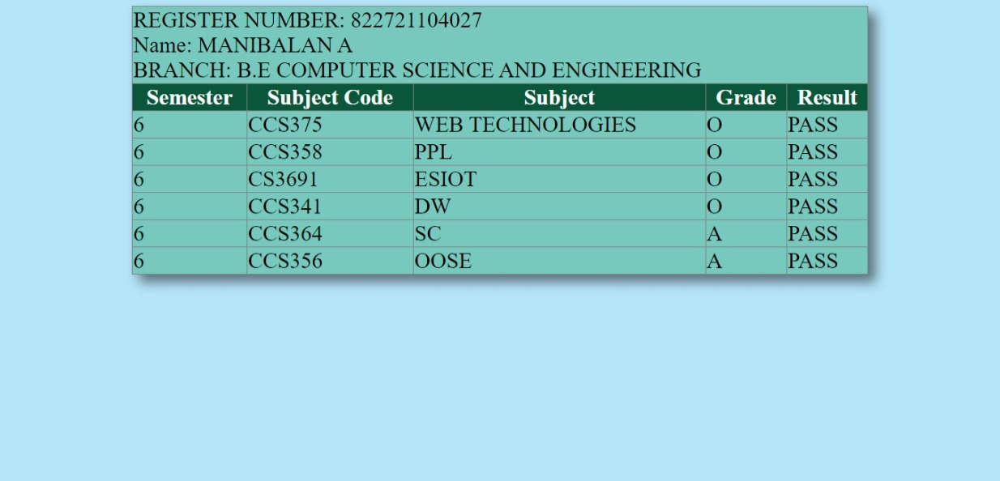 REGISTER NUMBER: 822721104027
Name: MANIBALAN A
BRANCH: B.E COMPUTER SCIENCE AND ENGINEERING
Semester Subject Code Subject Grade Result
6 CCS375 WEB TECHNOLOGIES O PASS
6 CCS358 PPL O PASS
6 CS3691 ESIOT O PASS
6 CCS341 DW O PASS
6 CCS364 SC A PASS
6 CCS356 OOSE A PASS